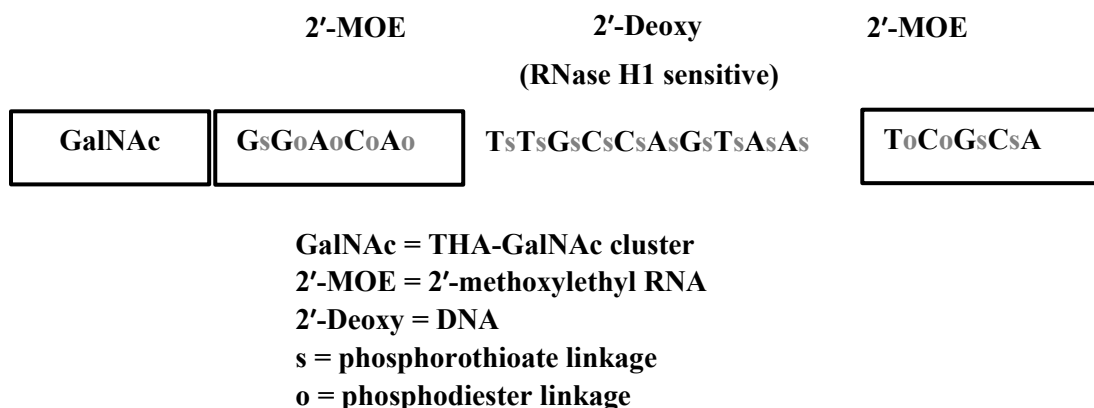 2′-MOE 2′-Deoxy 2′-MOE
(RNase H1 sensitive)
GalNAc GsGoAoCoAo TsTsGsCsCsAsGsTsAsAs ToCoGsCsA
GalNAc = THA-GalNAc cluster
2′-MOE = 2′-methoxylethyl RNA
2′-Deoxy = DNA
s = phosphorothioate linkage
o = phosphodiester linkage